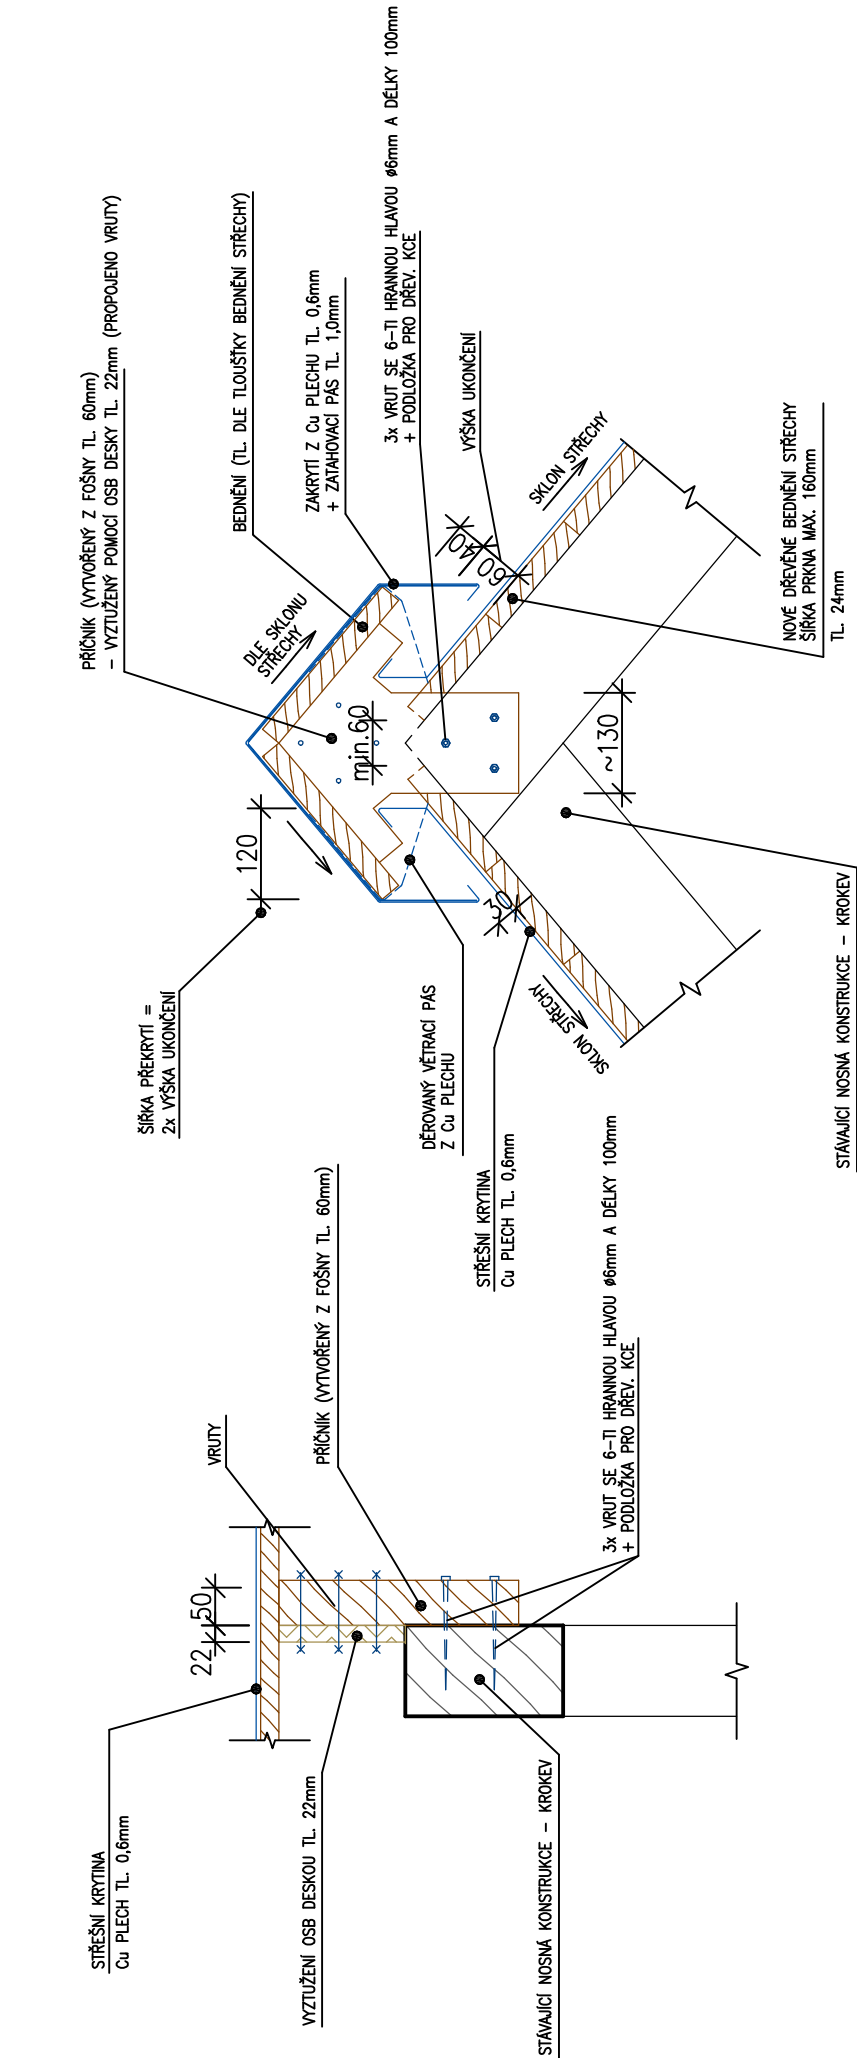 PŘÍČNÍK (VYTVOŘENÝ Z FOŠNY TL. 60mm)
- VYZTUŽENÝ POMOCÍ OSB DESKY TL. 22mm (PROPOJENO VRUTY)
BEDNĚNÍ (TL. DLE TLOUŠŤKY BEDNĚNÍ STŘECHY)
ZAKRYTÍ Z Cu PLECHU TL. 0,6mm
+ ZATAHOVACÍ PÁS TL. 1,0mm
3x VRUT SE 6-TI HRANNOU HLAVOU ø6mm A DÉLKY 100mm
+ PODLOŽKA PRO DŘEV. KCE
VÝŠKA UKONČENÍ
SKLON STŘECHY
NOVÉ DŘEVĚNÉ BEDNĚNÍ STŘECHY
ŠÍŘKA PRKNA MAX. 160mm
TL. 24mm
DLE SKLONU
STŘECHY
40
60
min.60
~130
120
30
ŠÍŘKA PŘEKRYTÍ =
2x VÝŠKA UKONČENÍ
DĚROVANÝ VĚTRACÍ PÁS
Z Cu PLECHU
STŘEŠNÍ KRYTINA
Cu PLECH TL. 0,6mm
SKLON STŘECHY
STÁVAJÍCÍ NOSNÁ KONSTRUKCE - KROKEV
VRUTY
PŘÍČNÍK (VYTVOŘENÝ Z FOŠNY TL. 60mm)
3x VRUT SE 6-TI HRANNOU HLAVOU ø6mm A DÉLKY 100mm
+ PODLOŽKA PRO DŘEV. KCE
22
50
STŘEŠNÍ KRYTINA
Cu PLECH TL. 0,6mm
VYZTUŽENÍ OSB DESKOU TL. 22mm
STÁVAJÍCÍ NOSNÁ KONSTRUKCE - KROKEV